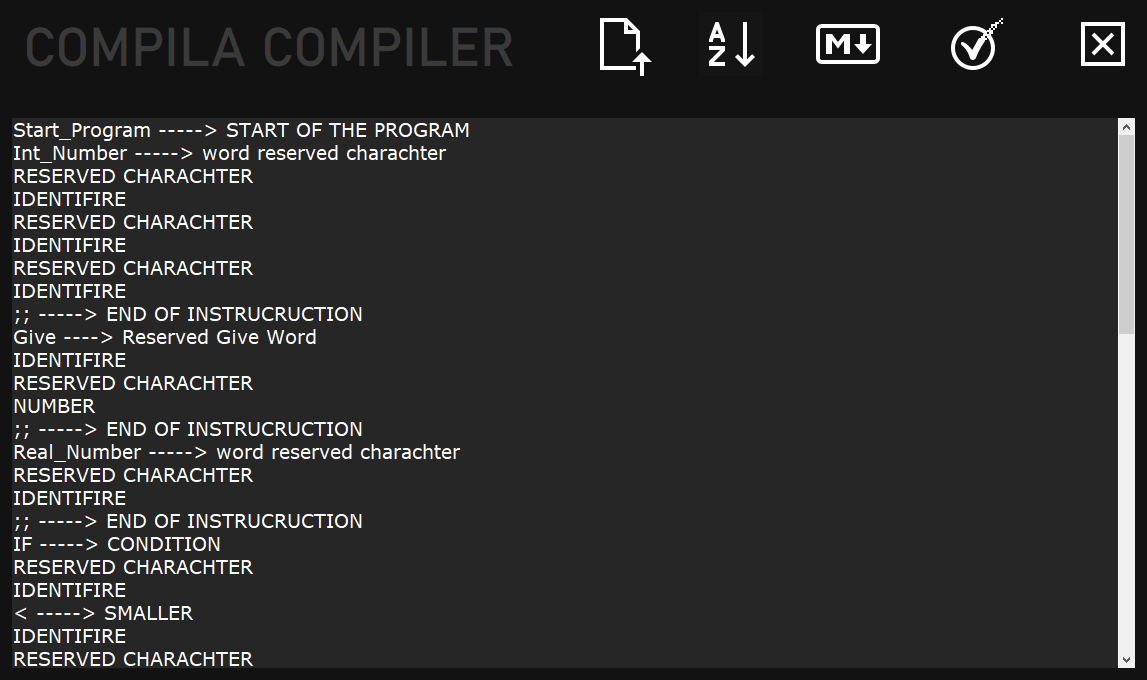 COMPILA COMPILER
A
Z
M
Start_Program -----> START OF THE PROGRAM
Int_Number -----> word reserved charachter
RESERVED CHARACHTER
IDENTIFIRE
RESERVED CHARACHTER
IDENTIFIRE
RESERVED CHARACHTER
IDENTIFIRE
;; -----> END OF INSTRUCRUCTION
Give ----> Reserved Give Word
IDENTIFIRE
RESERVED CHARACHTER
NUMBER
;; -----> END OF INSTRUCRUCTION
Real_Number -----> word reserved charachter
RESERVED CHARACHTER
IDENTIFIRE
;; -----> END OF INSTRUCRUCTION
IF -----> CONDITION
RESERVED CHARACHTER
IDENTIFIRE
< -----> SMALLER
IDENTIFIRE
RESERVED CHARACHTER